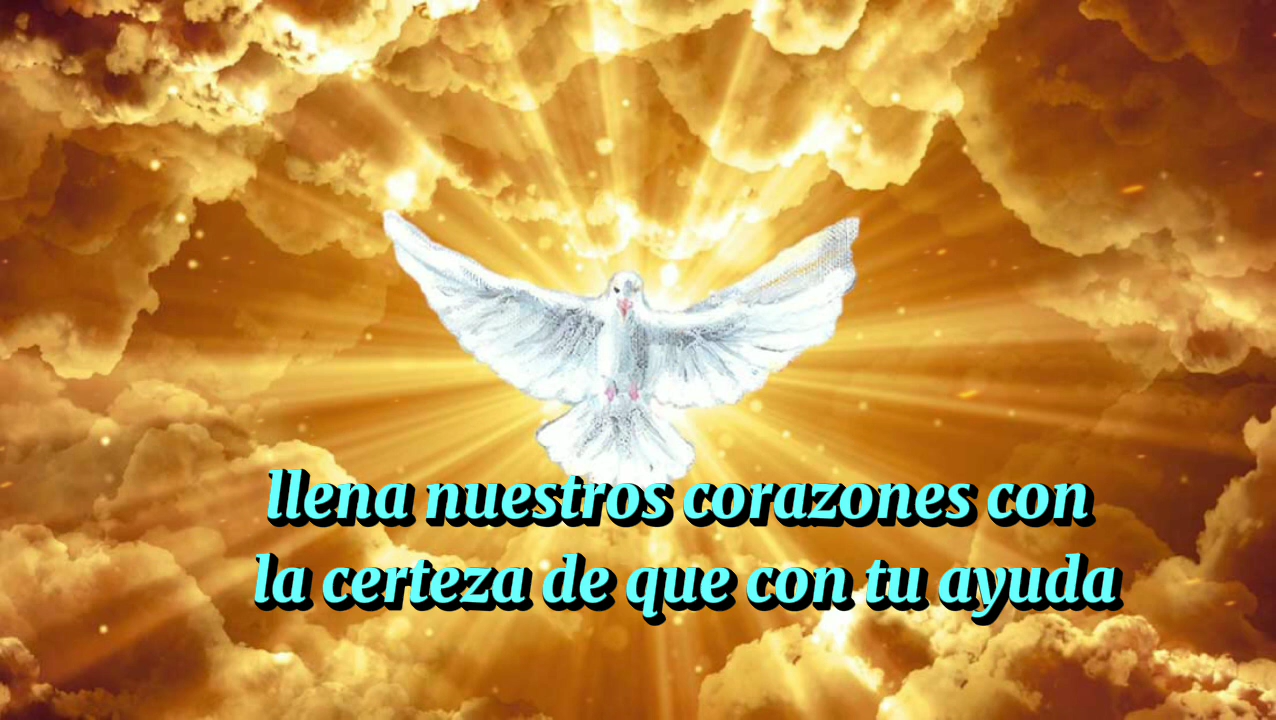 llena nuestros corazones con
la certeza de que con tu ayuda